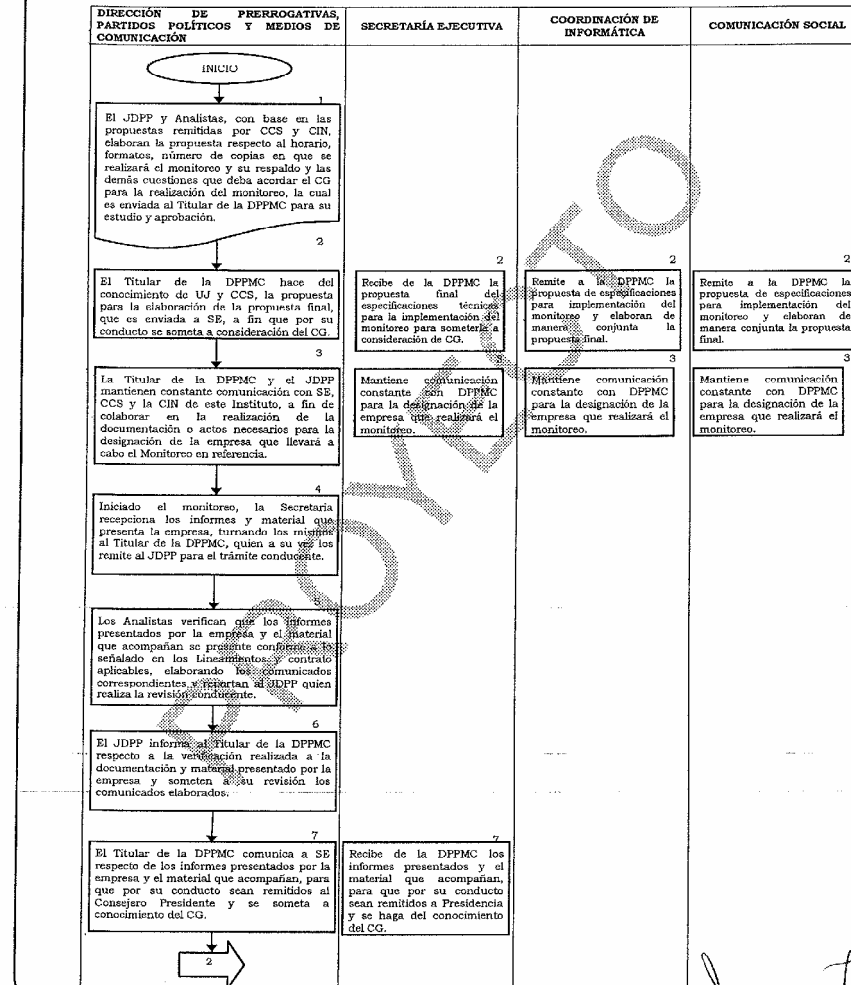 DIRECCIÓN DE PRERROGATIVAS,
PARTIDOS POLÍTICOS Y MEDIOS DE
COMUNICACIÓN
SECRETARÍA EJECUTIVA
COORDINACIÓN DE
INFORMÁTICA
COMUNICACIÓN SOCIAL
INICIO
1
El JDPP y Analistas, con base en las
propuestas remitidas por CCS y CIN,
elaboran la propuesta respecto al horario,
formatos, número de copias en que se
realizará el monitoreo y su respaldo y las
demás cuestiones que deba acordar el CG
para la realización del monitoreo, la cual
es enviada al Titular de la DPPMC para su
estudio y aprobación.
2
El Titular de la DPPMC hace del
conocimiento de UJ y CCS, la propuesta
para la elaboración de la propuesta final,
que es enviada a SE, a fin que por su
conducto se someta a consideración del CG.
2
Recibe de la DPPMC la
propuesta final del
especificaciones técnicas
para la implementación del
monitoreo para someterla a
consideración de CG.
2
Remite a la DPPMC la
propuesta de especificaciones
para implementación del
monitoreo y elaboran de
manera conjunta la
propuesta final.
2
Remite a la DPPMC la
propuesta de especificaciones
para implementación del
monitoreo y elaboran de
manera conjunta la propuesta
final.
3
La Titular de la DPPMC y el JDPP
mantienen constante comunicación con SE,
CCS y la CIN de este Instituto, a fin de
colaborar en la realización de la
documentación o actos necesarios para la
designación de la empresa que llevará a
cabo el Monitoreo en referencia.
3
Mantiene comunicación
constante con DPPMC
para la designación de la
empresa que realizará el
monitoreo.
3
Mantiene comunicación
constante con DPPMC
para la designación de la
empresa que realizará el
monitoreo.
3
Mantiene comunicación
constante con DPPMC
para la designación de la
empresa que realizará el
monitoreo.
4
Iniciado el monitoreo, la Secretaria
recepciona los informes y material que
presenta la empresa, turnando los mismos
al Titular de la DPPMC, quien a su vez los
remite al JDPP para el trámite conducente.
5
Los Analistas verifican que los informes
presentados por la empresa y el material
que acompañan se presente conforme a lo
señalado en los Lineamientos y contrato
aplicables, elaborando los comunicados
correspondientes y reportan al JDPP quien
realiza la revisión conducente.
6
El JDPP informa al Titular de la DPPMC
respecto a la verificación realizada a la
documentación y material presentado por la
empresa y someten a su revisión los
comunicados elaborados.
7
El Titular de la DPPMC comunica a SE
respecto de los informes presentados por la
empresa y el material que acompañan, para
que por su conducto sean remitidos al
Consejero Presidente y se someta a
conocimiento del CG.
7
Recibe de la DPPMC los
informes presentados y el
material que acompañan,
para que por su conducto
sean remitidos a Presidencia
y se haga del conocimiento
del CG.
2
PROYECTO